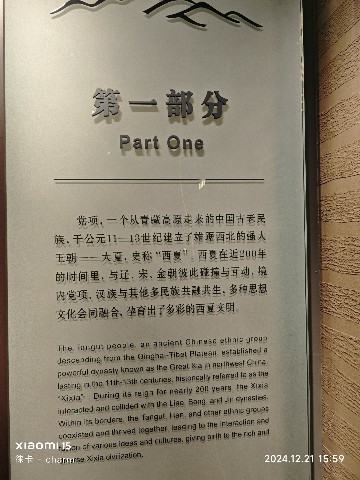 第一部分
Part One
党项，一个从青藏高原走来的中国古老民
族，于公元11—13世纪建立了雄踞西北的强大
王朝——大夏，史称“西夏”。西夏在近200年
的时间里，与辽、宋、金朝彼此碰撞与互动，境
内党项、汉族与其他多民族共融共生，多种思想
文化会同融合，孕育出了多彩的西夏文明。
The Tangut people, an ancient Chinese ethnic group
descending from the Qinghai-Tibet Plateau, established a
powerful dynasty known as the Great Xia in northwest China,
lasting in the 11th-13th centuries, historically referred to as the
"Xixia". During its reign for nearly 200 years, the Xixia
interacted and collided with the Liao, Song, and Jin dynasties.
Within its borders, the Tangut, Han, and other ethnic groups
coexisted and thrived together, leading to the interaction and
of various ideas and cultures, giving birth to the rich and
Xixia civilization.
XIAOMI 15
徕卡 - charm
2024.12.21 15:59